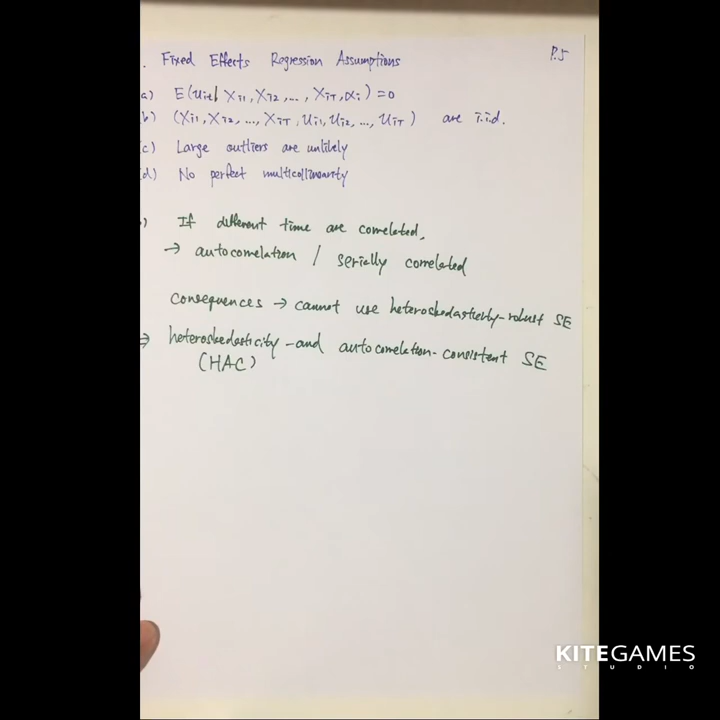 P.5
. Fixed Effects Regression Assumptions
a) E(uit| Xi1, Xi2, ..., XiT, αi) = 0
b) (Xi1, Xi2, ..., XiT, ui1, ui2, ..., uiT) are i.i.d.
c) Large outliers are unlikely
d) No perfect multicollinearity
) If different time are correlated,
→ autocorrelation / serially correlated
consequences → cannot use heteroskedasticity-robust SE
⇒ heteroskedasticity-and autocorrelation-consistent SE
(HAC)
KITEGAMES
STUDIO